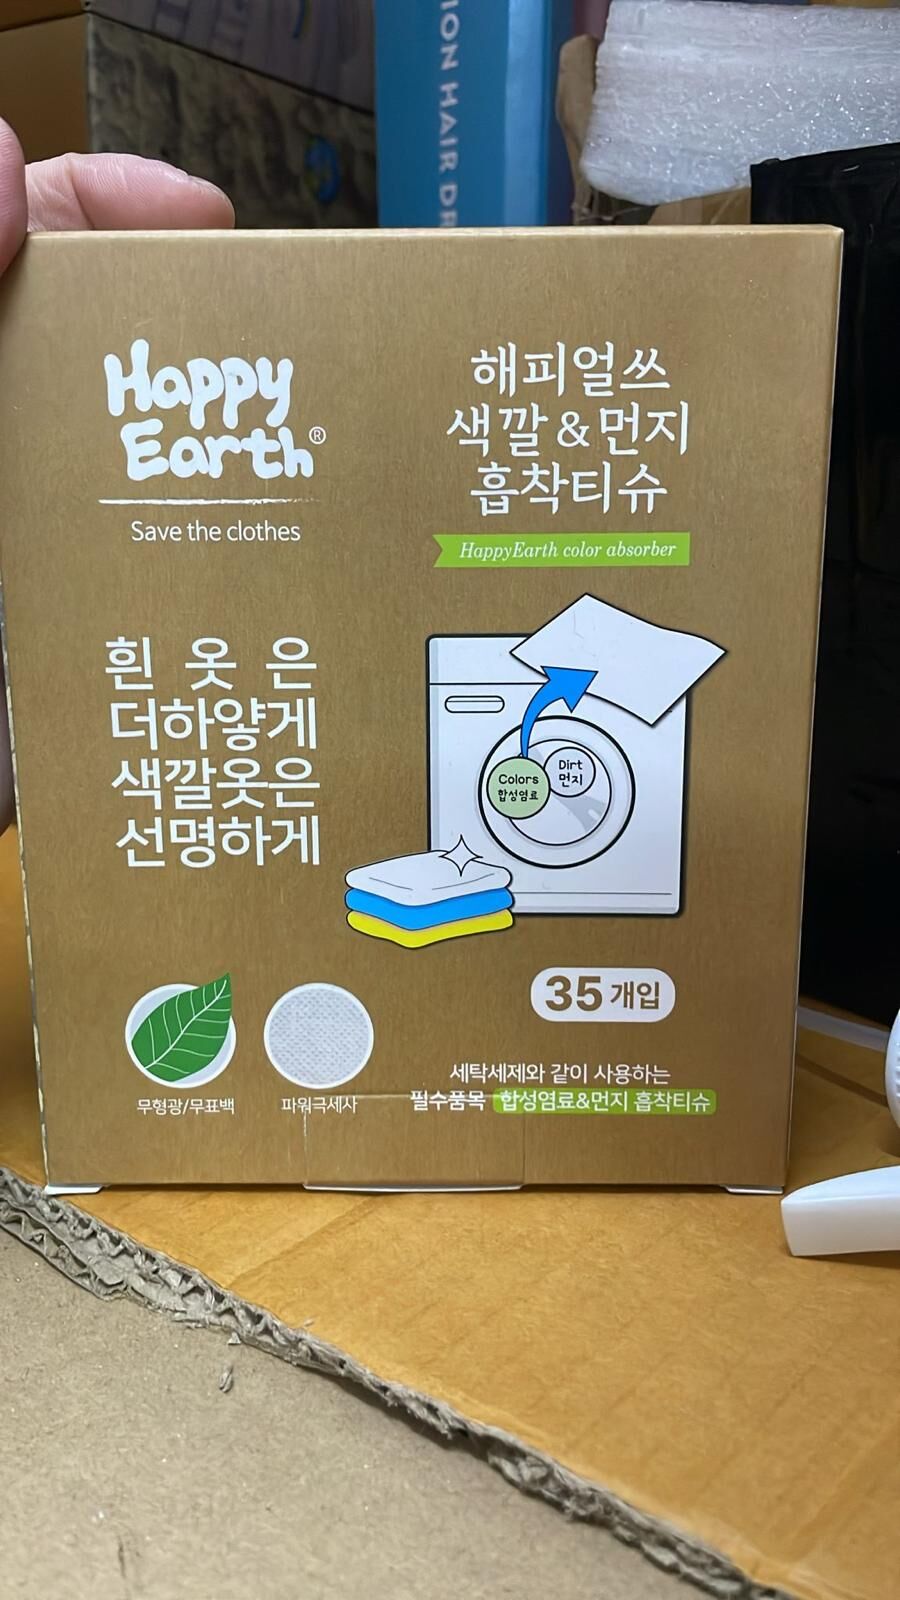 ION HAIR DR
Happy
Earth®
Save the clothes
해피얼쓰
색깔&먼지
흡착티슈
HappyEarth color absorber
흰 옷 은
더하얗게
색깔옷은
선명하게
Colors
합성염료
Dirt
먼지
35개입
무형광/무표백
파워극세사
세탁세제와 같이 사용하는
필수품목 합성염료&먼지 흡착티슈